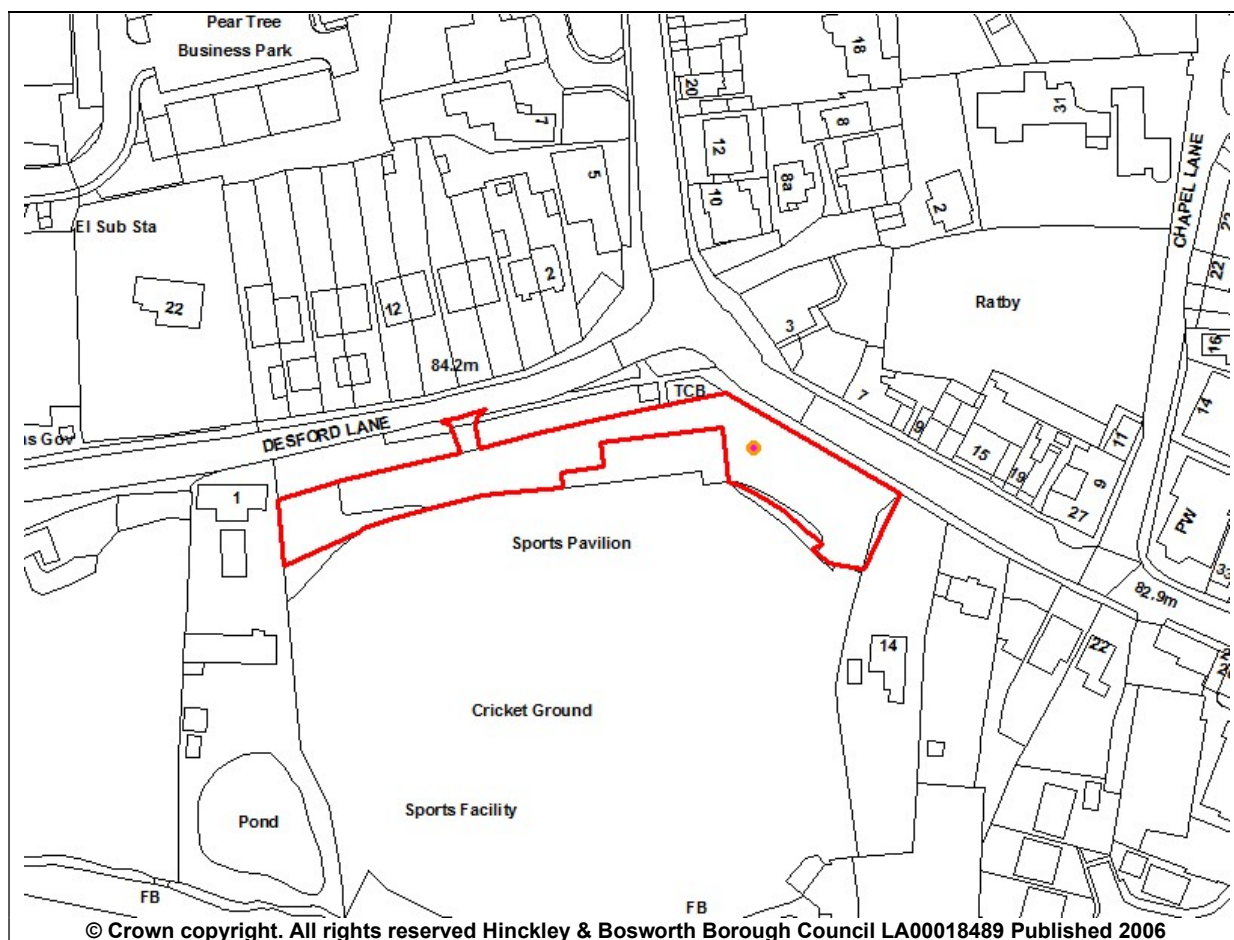 Pear Tree
Business Park
18
20
31
7
12
8
5
8a
10
2
CHAPEL LANE
22
El Sub Sta
22
2
22
12
Ratby
3
16
84.2m
TCB
7
14
DESFORD LANE
9
11
15
19
9
1
27
PW
Sports Pavilion
33
82.9m
14
22
Cricket Ground
Sports Facility
Pond
FB
FB
© Crown copyright. All rights reserved Hinckley & Bosworth Borough Council LA00018489 Published 2006